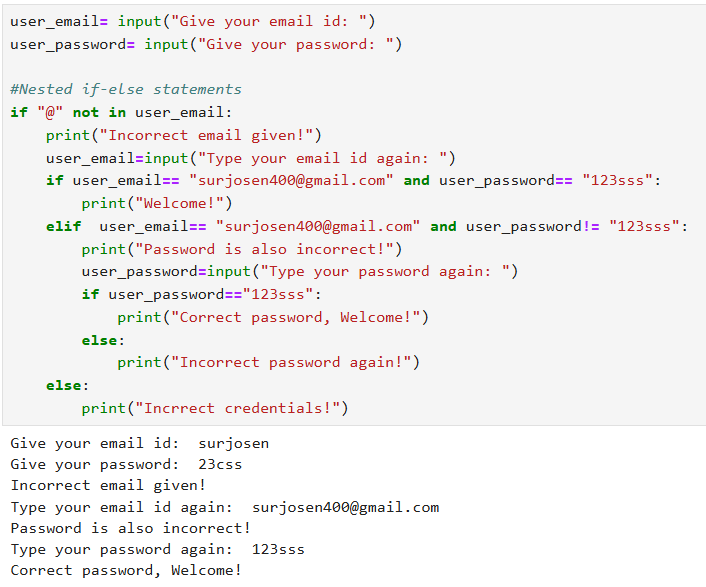 user_email= input("Give your email id: ")
user_password= input("Give your password: ")

#Nested if-else statements
if "@" not in user_email:
    print("Incorrect email given!")
    user_email=input("Type your email id again: ")
    if user_email== "surjosen400@gmail.com" and user_password== "123sss":
        print("Welcome!")
    elif  user_email== "surjosen400@gmail.com" and user_password!= "123sss":
        print("Password is also incorrect!")
        user_password=input("Type your password again: ")
        if user_password=="123sss":
            print("Correct password, Welcome!")
        else:
            print("Incorrect password again!")
    else:
        print("Incrrect credentials!")
Give your email id:  surjosen
Give your password:  23css
Incorrect email given!
Type your email id again:  surjosen400@gmail.com
Password is also incorrect!
Type your password again:  123sss
Correct password, Welcome!